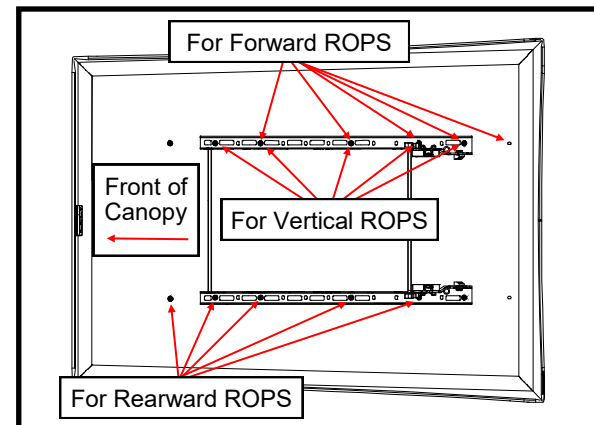 For Forward ROPS
Front of
Canopy
For Vertical ROPS
For Rearward ROPS